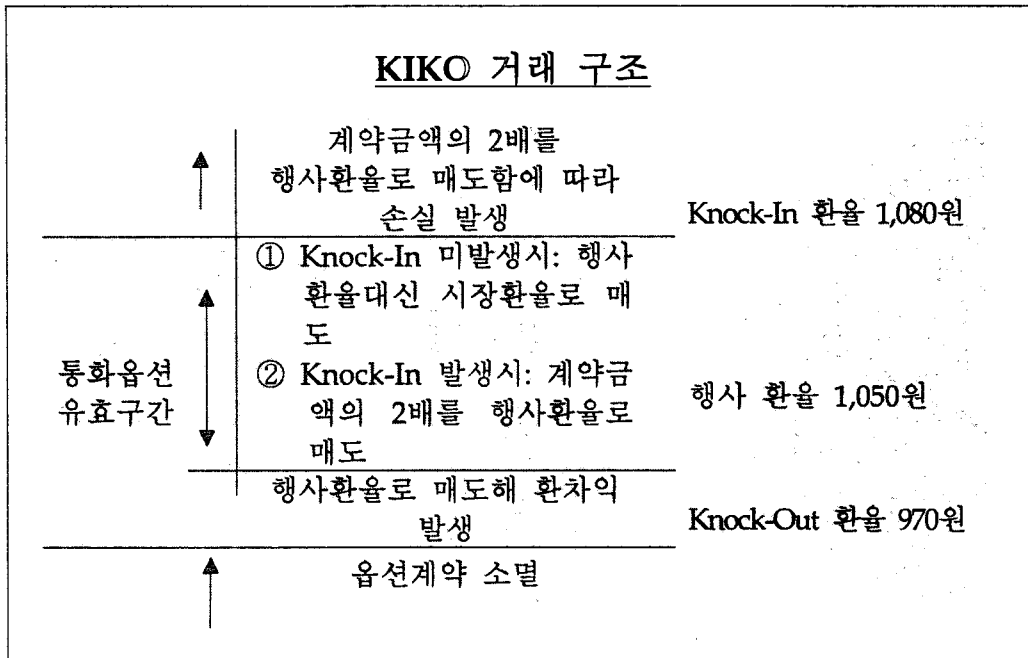 KIKO 거래 구조
계약금액의 2배를
행사환율로 매도함에 따라
손실 발생
Knock-In 환율 1,080원
① Knock-In 미발생시: 행사
환율대신 시장환율로 매
도
통화옵션
유효구간
② Knock-In 발생시: 계약금
액의 2배를 행사환율로
매도
행사 환율 1,050원
행사환율로 매도해 환차익
발생
Knock-Out 환율 970원
옵션계약 소멸